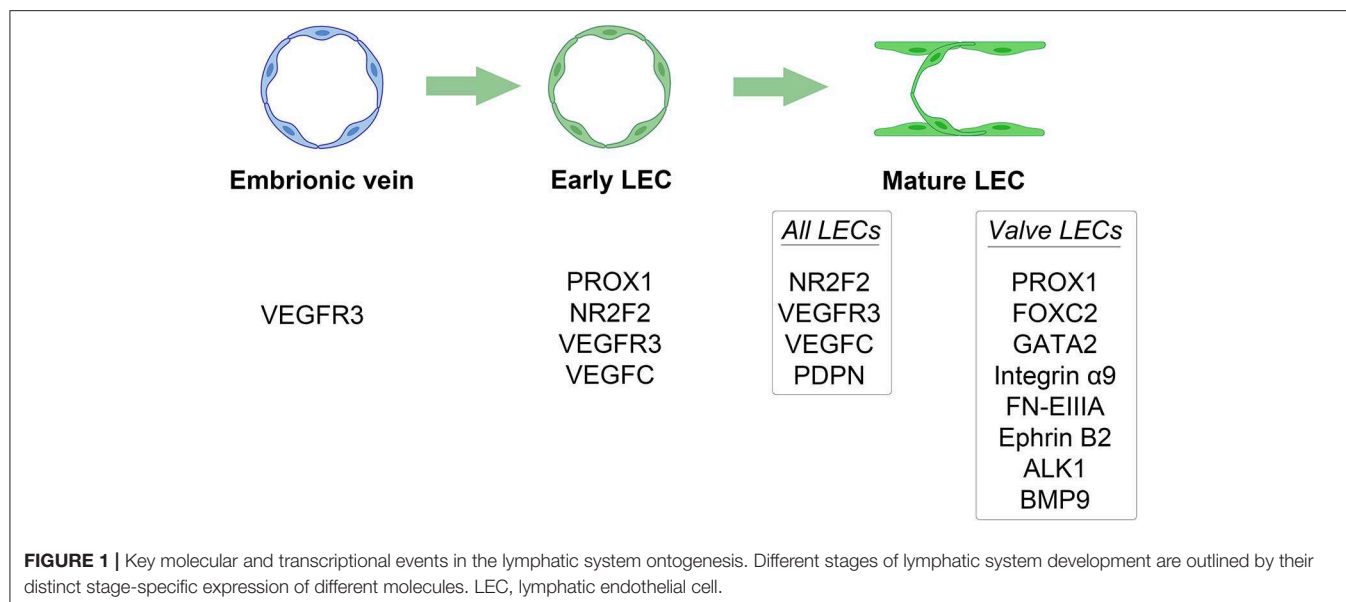 Embrionic vein
Early LEC
Mature LEC
VEGFR3
PROX1
NR2F2
VEGFR3
VEGFC
All LECs
NR2F2
VEGFR3
VEGFC
PDPN
Valve LECs
PROX1
FOXC2
GATA2
Integrin α9
FN-EIIIA
Ephrin B2
ALK1
BMP9
FIGURE 1 | Key molecular and transcriptional events in the lymphatic system ontogenesis. Different stages of lymphatic system development are outlined by their
distinct stage-specific expression of different molecules. LEC, lymphatic endothelial cell.